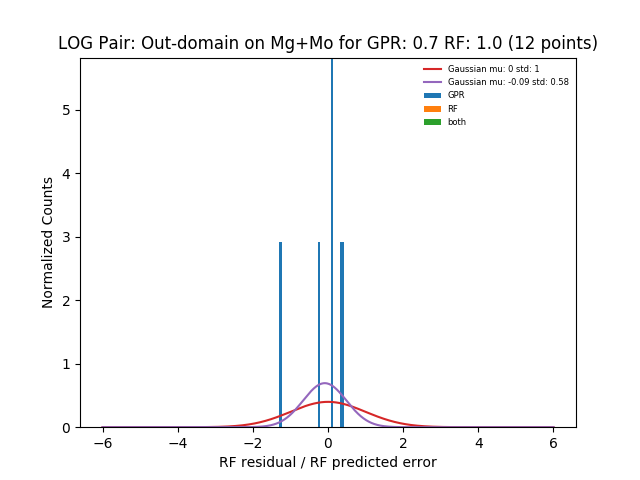 LOG Pair: Out-domain on Mg+Mo for GPR: 0.7 RF: 1.0 (12 points)
Gaussian mu: 0 std: 1
Gaussian mu: -0.09 std: 0.58
GPR
RF
both
Normalized Counts
5
4
3
2
1
0
−6
−4
−2
0
2
4
6
RF residual / RF predicted error